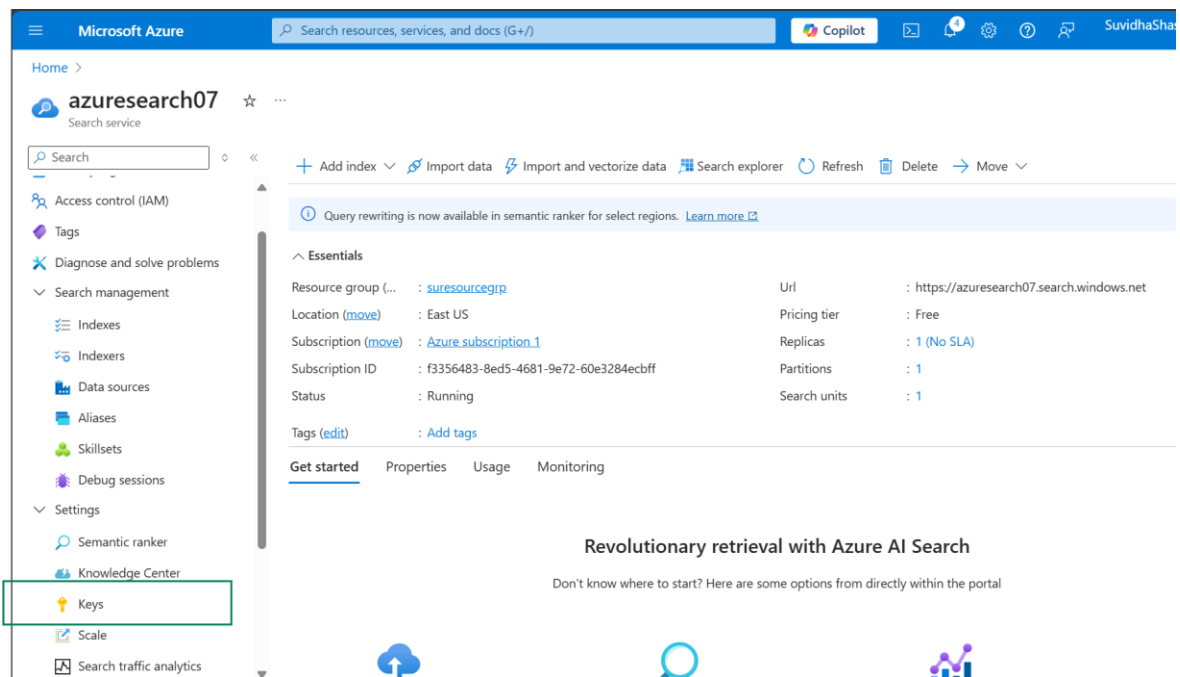 Microsoft Azure
Search resources, services, and docs (G+/)
Copilot
4
SuvidhaShas
Home >
azuresearch07
Search service
Search
Add index
Import data
Import and vectorize data
Search explorer
Refresh
Delete
Move
Access control (IAM)
Tags
Diagnose and solve problems
Search management
Indexes
Indexers
Data sources
Aliases
Skillsets
Debug sessions
Settings
Semantic ranker
Knowledge Center
Keys
Scale
Search traffic analytics
Query rewriting is now available in semantic ranker for select regions. Learn more
Essentials
Resource group (... : suresourcegrp
Location (move) : East US
Subscription (move) : Azure subscription 1
Subscription ID : f3356483-8ed5-4681-9e72-60e3284ecbff
Status : Running
Tags (edit) : Add tags
Url : https://azuresearch07.search.windows.net
Pricing tier : Free
Replicas : 1 (No SLA)
Partitions : 1
Search units : 1
Get started Properties Usage Monitoring
Revolutionary retrieval with Azure AI Search
Don't know where to start? Here are some options from directly within the portal